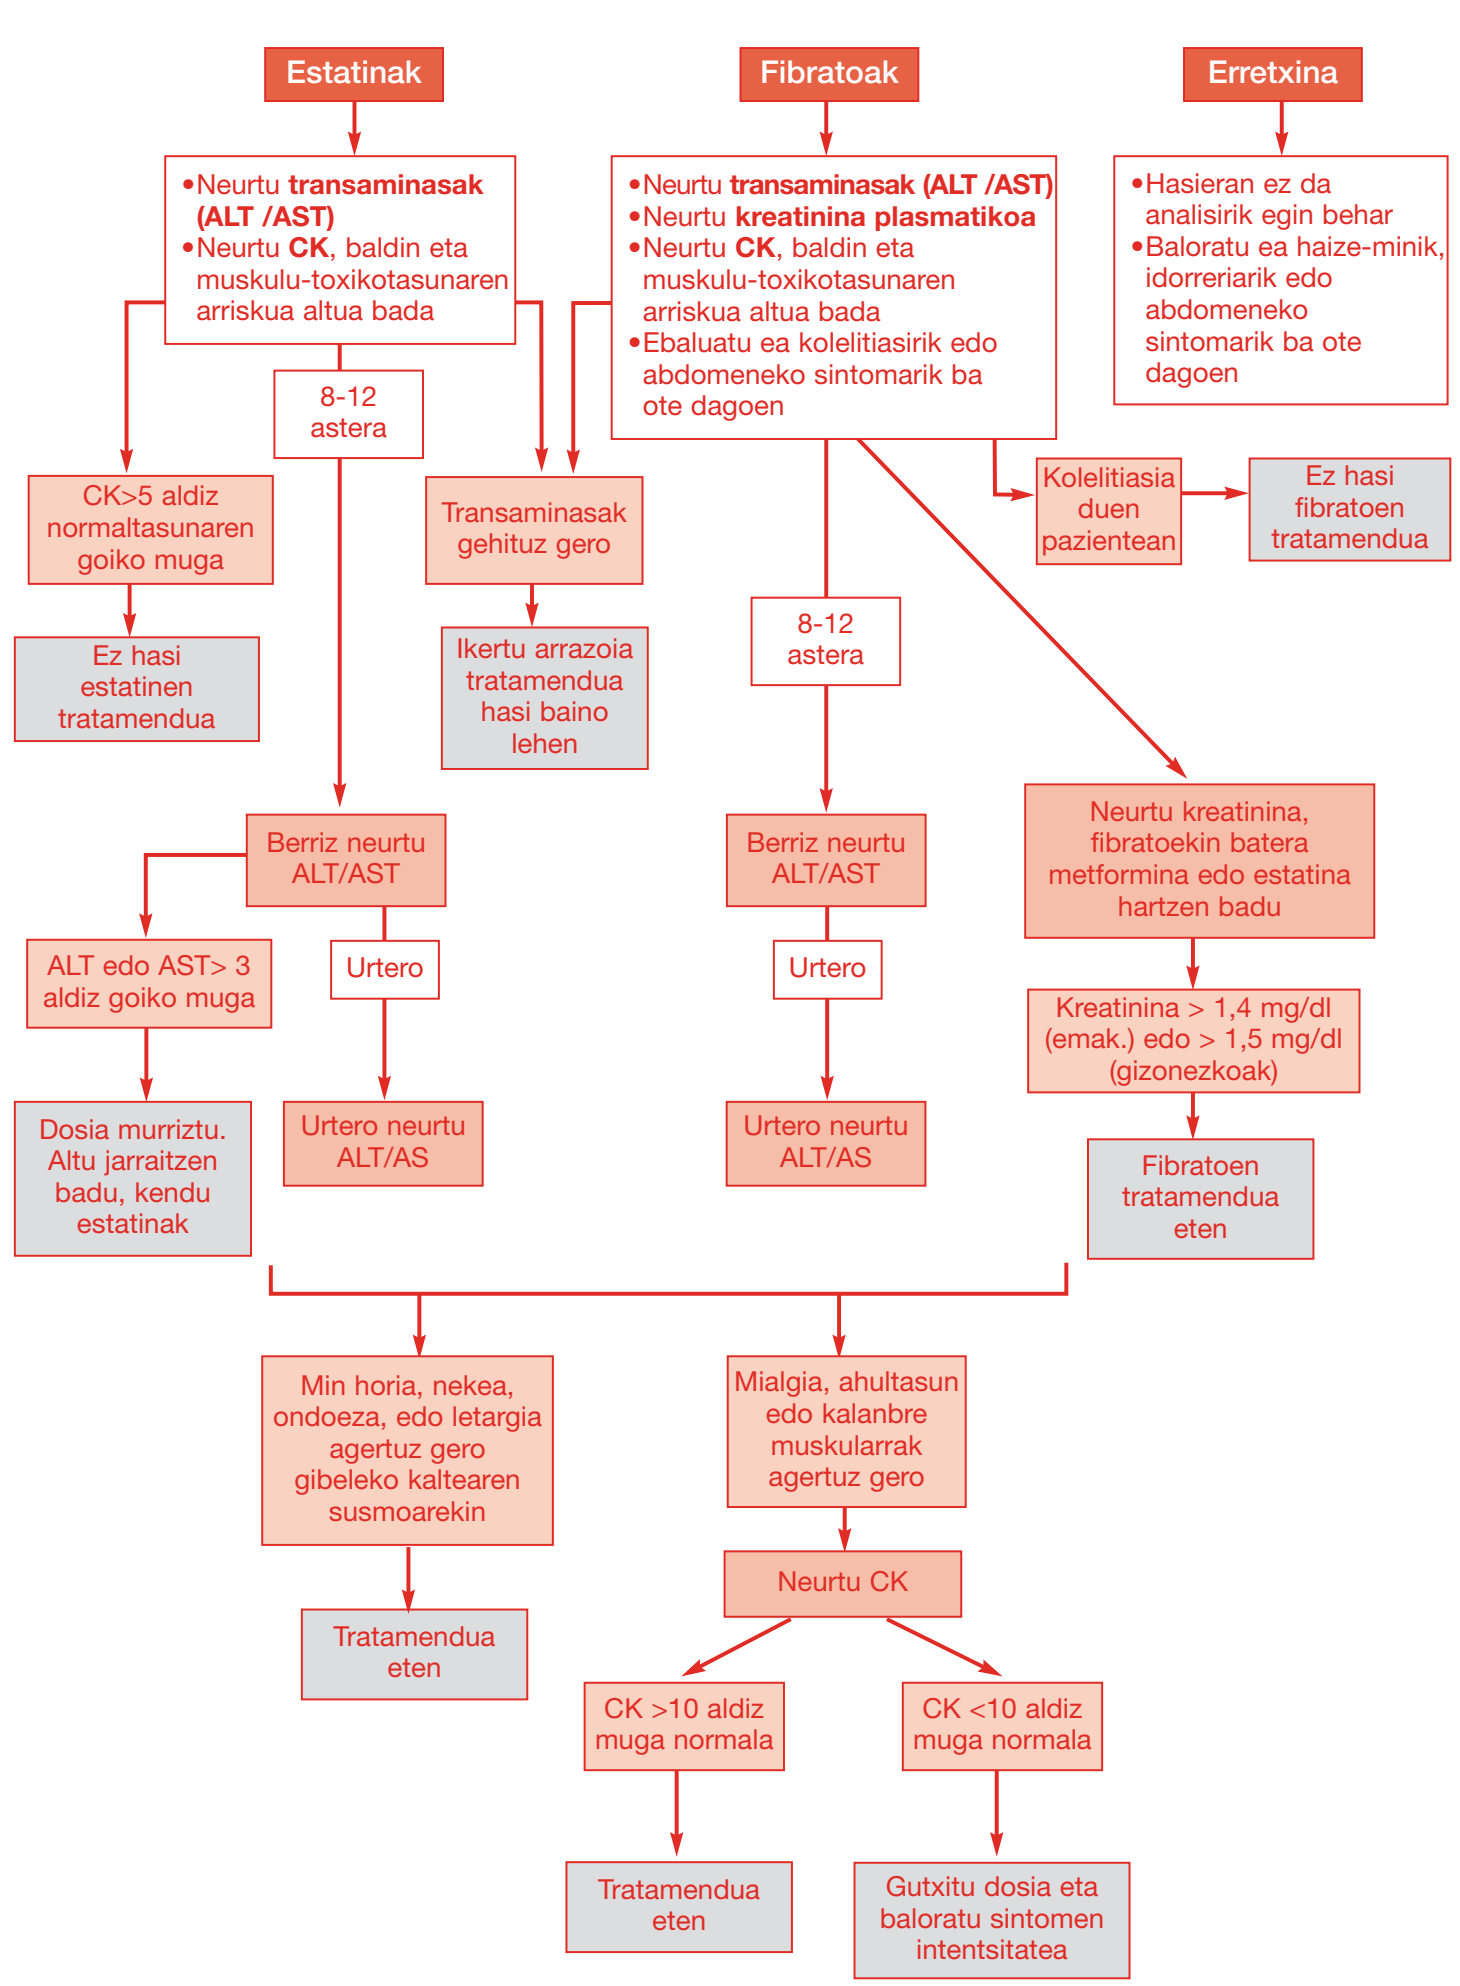 Estatinak
Fibratoak
Erretxina
•Neurtu transaminasak
(ALT /AST)
•Neurtu CK, baldin eta
muskulu-toxikotasunaren
arriskua altua bada
•Neurtu transaminasak (ALT /AST)
•Neurtu kreatinina plasmatikoa
•Neurtu CK, baldin eta
muskulu-toxikotasunaren
arriskua altua bada
•Ebaluatu ea kolelitiasirik edo
abdomeneko sintomarik ba
ote dagoen
•Hasieran ez da
analisirik egin behar
•Baloratu ea haize-minik,
idorreriarik edo
abdomeneko
sintomarik ba ote
dagoen
8-12
astera
CK>5 aldiz
normaltasunaren
goiko muga
Transaminasak
gehituz gero
Kolelitiasia
duen
pazientean
Ez hasi
fibratoen
tratamendua
Ez hasi
estatinen
tratamendua
Ikertu arrazoia
tratamendua
hasi baino
lehen
8-12
astera
Berriz neurtu
ALT/AST
Berriz neurtu
ALT/AST
Neurtu kreatinina,
fibratoekin batera
metformina edo estatina
hartzen badu
ALT edo AST> 3
aldiz goiko muga
Urtero
Urtero
Kreatinina > 1,4 mg/dl
(emak.) edo > 1,5 mg/dl
(gizonezkoak)
Dosia murriztu.
Altu jarraitzen
badu, kendu
estatinak
Urtero neurtu
ALT/AS
Urtero neurtu
ALT/AS
Fibratoen
tratamendua
eten
Min horia, nekea,
ondoeza, edo letargia
agertuz gero
gibeleko kaltearen
susmoarekin
Mialgia, ahultasun
edo kalanbre
muskularrak
agertuz gero
Neurtu CK
Tratamendua
eten
CK >10 aldiz
muga normala
CK <10 aldiz
muga normala
Tratamendua
eten
Gutxitu dosia eta
baloratu sintomen
intentsitatea